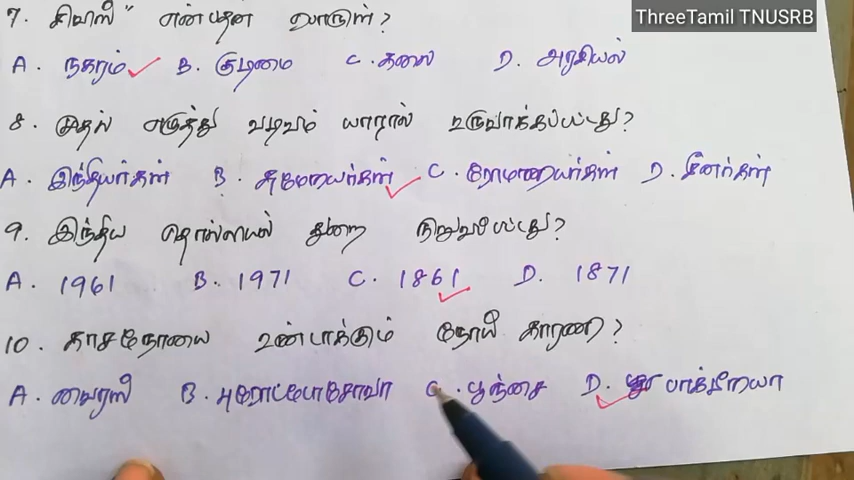 ThreeTamil TNUSRB
7. சிவிஸ்" என்பதன் பொருள்?
A. நகரம் B. குடிமை C. கலை D. அரசியல்
8. முதல் எழுத்து வடிவம் யாரால் உருவாக்கப்பட்டது?
A. இந்தியர்கள் B. சுமேரியர்கள் C. ரோமானியர்கள் D. சீனர்கள்
9. இந்திய தொல்லியல் துறை நிறுவப்பட்டது?
A. 1961 B. 1971 C. 1861 D. 1871
10. காசநோயை உண்டாக்கும் நோய் காரணி?
A. வைரஸ் B. புரோட்டோசோவா C. பூஞ்சை D. பாக்டீரியா